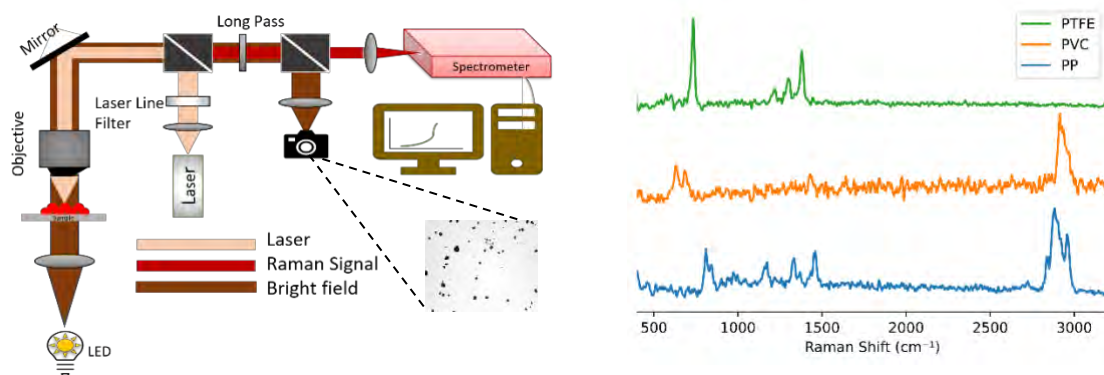 Long Pass
Mirror
Spectrometer
Laser Line
Filter
Objective
Laser
Laser
Raman Signal
Bright field
LED
PTFE
PVC
PP
500
1000
1500
2000
2500
3000
Raman Shift (cm⁻¹)